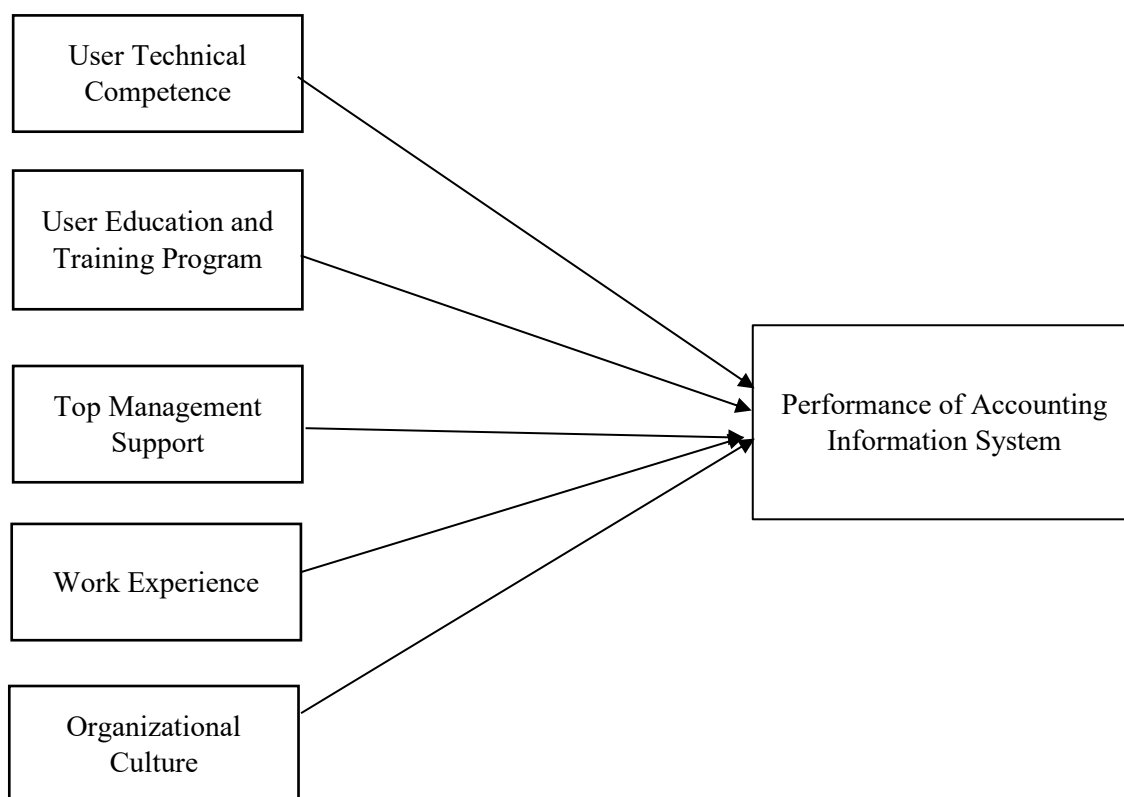 User Technical
Competence
User Education and
Training Program
Top Management
Support
Work Experience
Organizational
Culture
Performance of Accounting
Information System